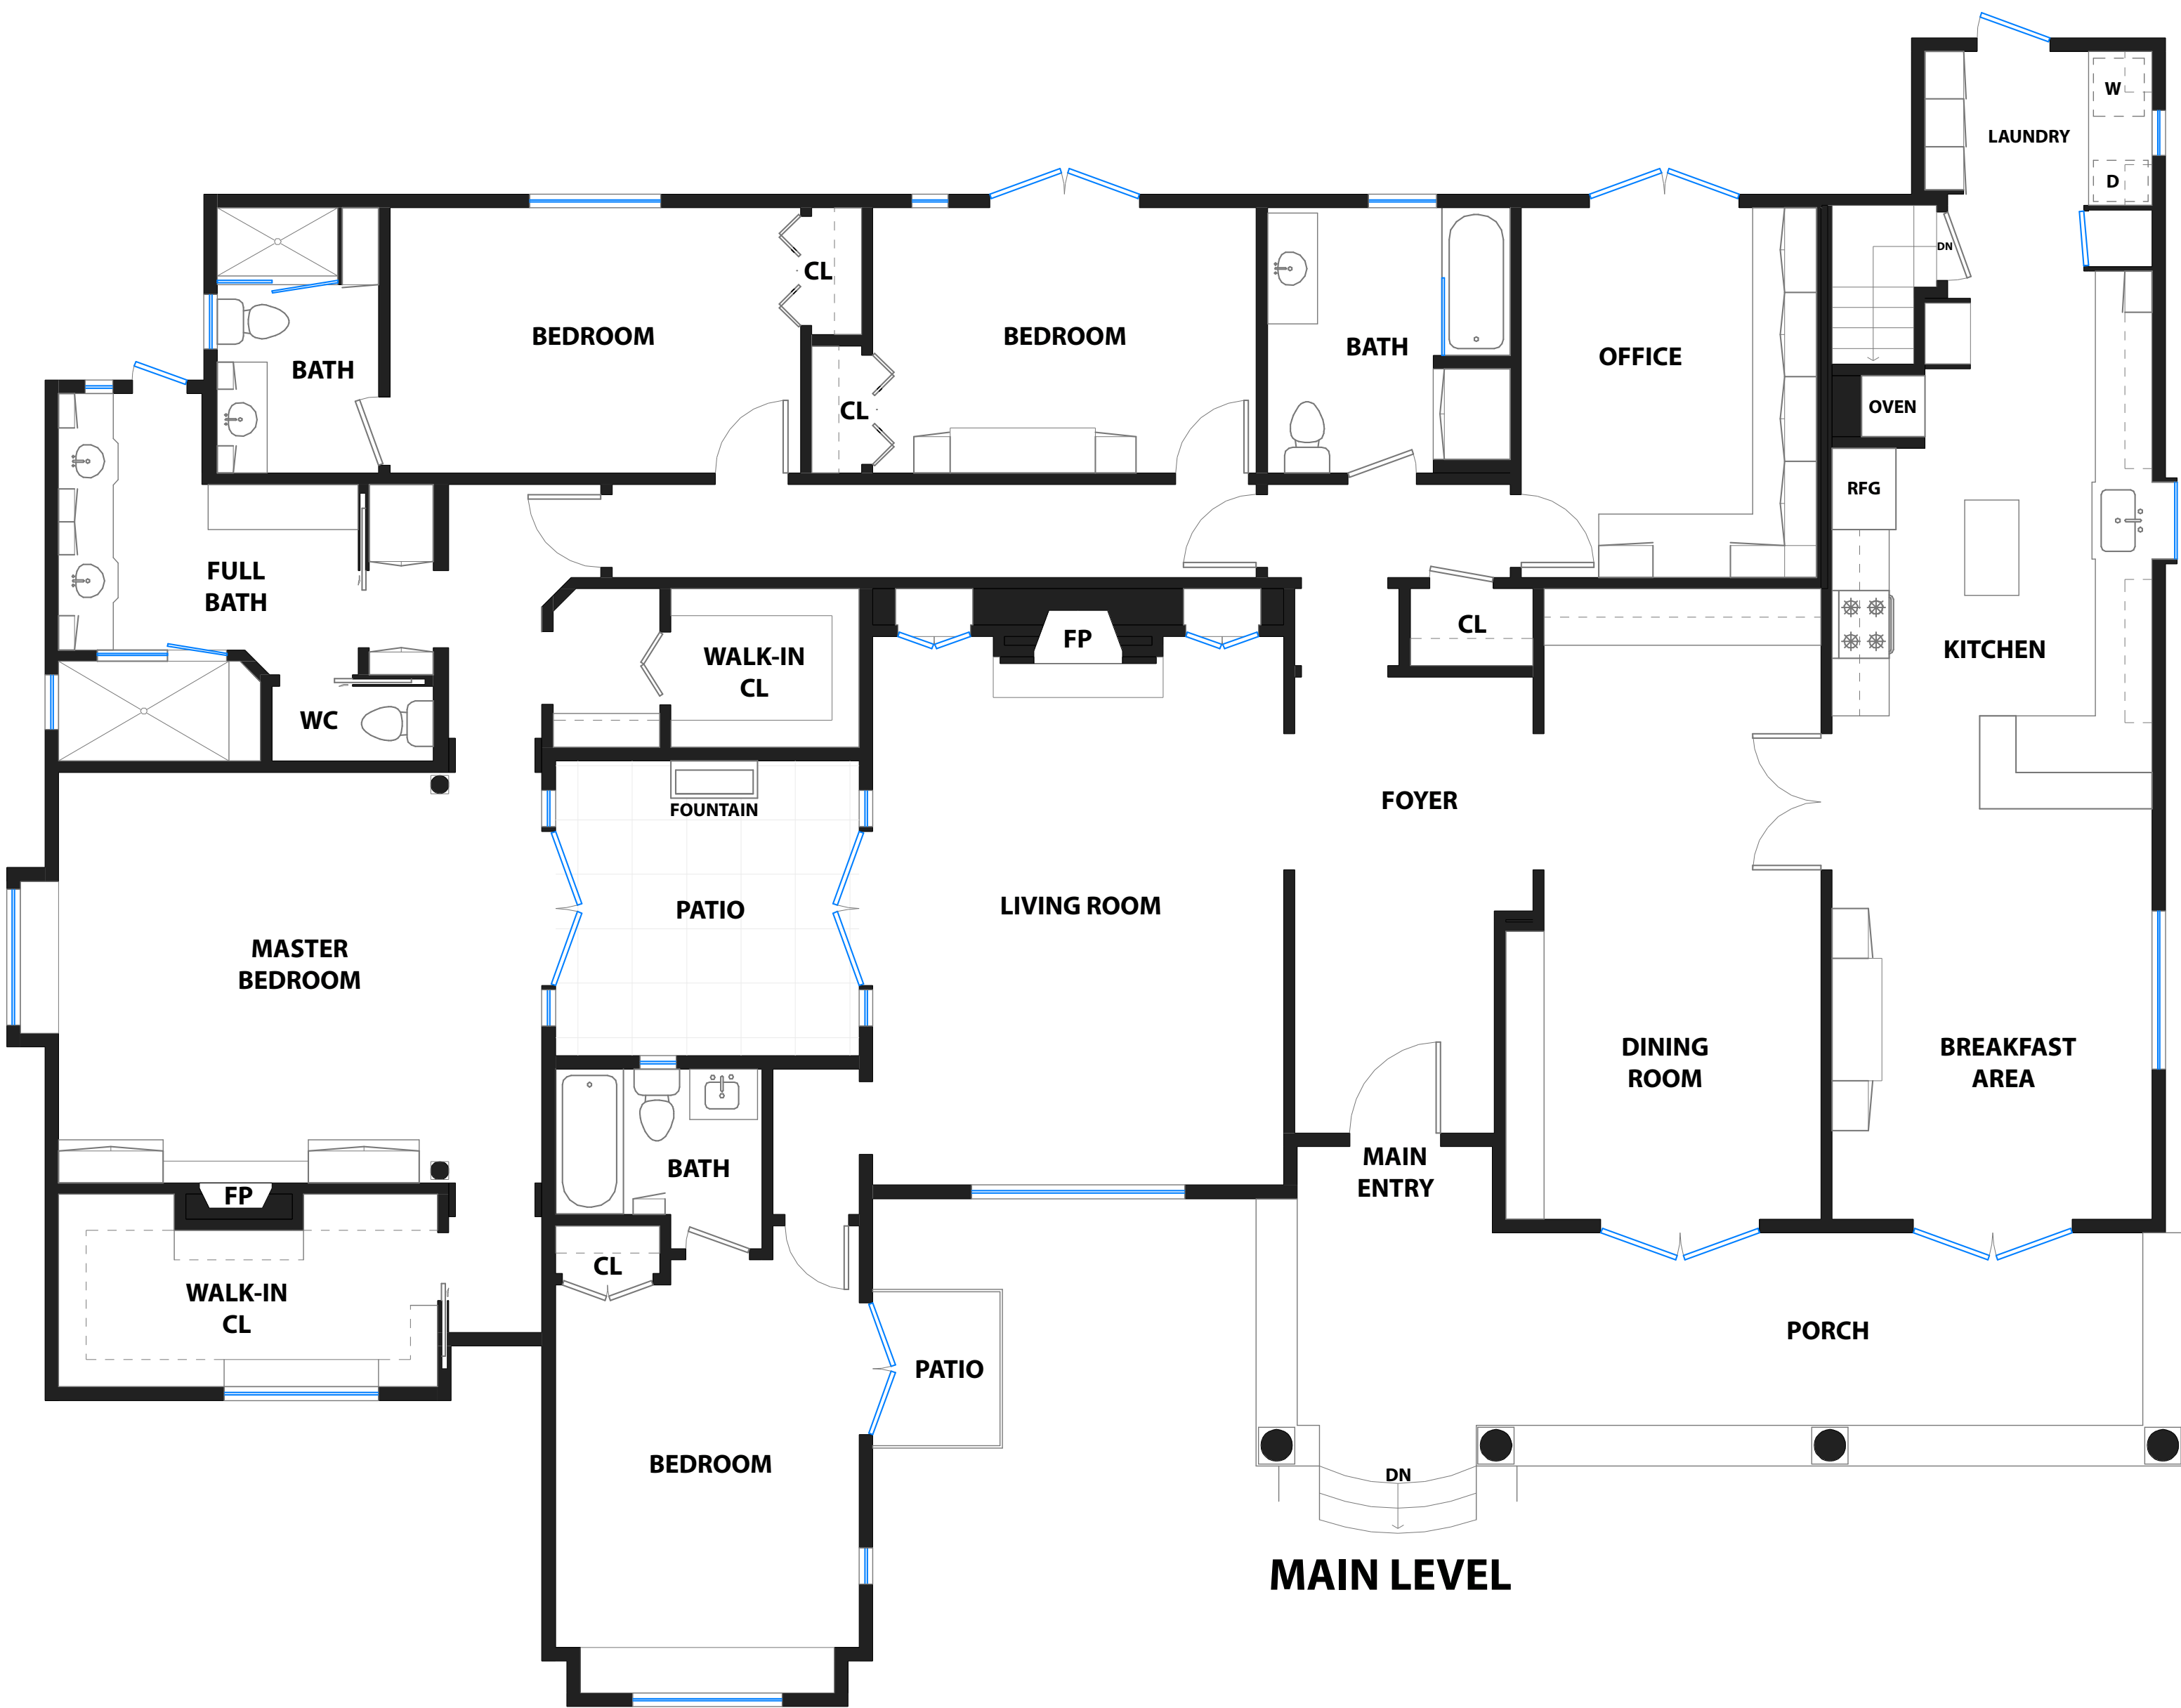 W
LAUNDRY
D
DN
CL
BEDROOM
BEDROOM
BATH
OFFICE
BATH
CL
OVEN
RFG
FULL
BATH
CL
FP
WALK-IN
CL
KITCHEN
WC
FOUNTAIN
FOYER
PATIO
LIVING ROOM
MASTER
BEDROOM
DINING
ROOM
BREAKFAST
AREA
BATH
MAIN
ENTRY
FP
CL
WALK-IN
CL
PORCH
PATIO
BEDROOM
DN
MAIN LEVEL